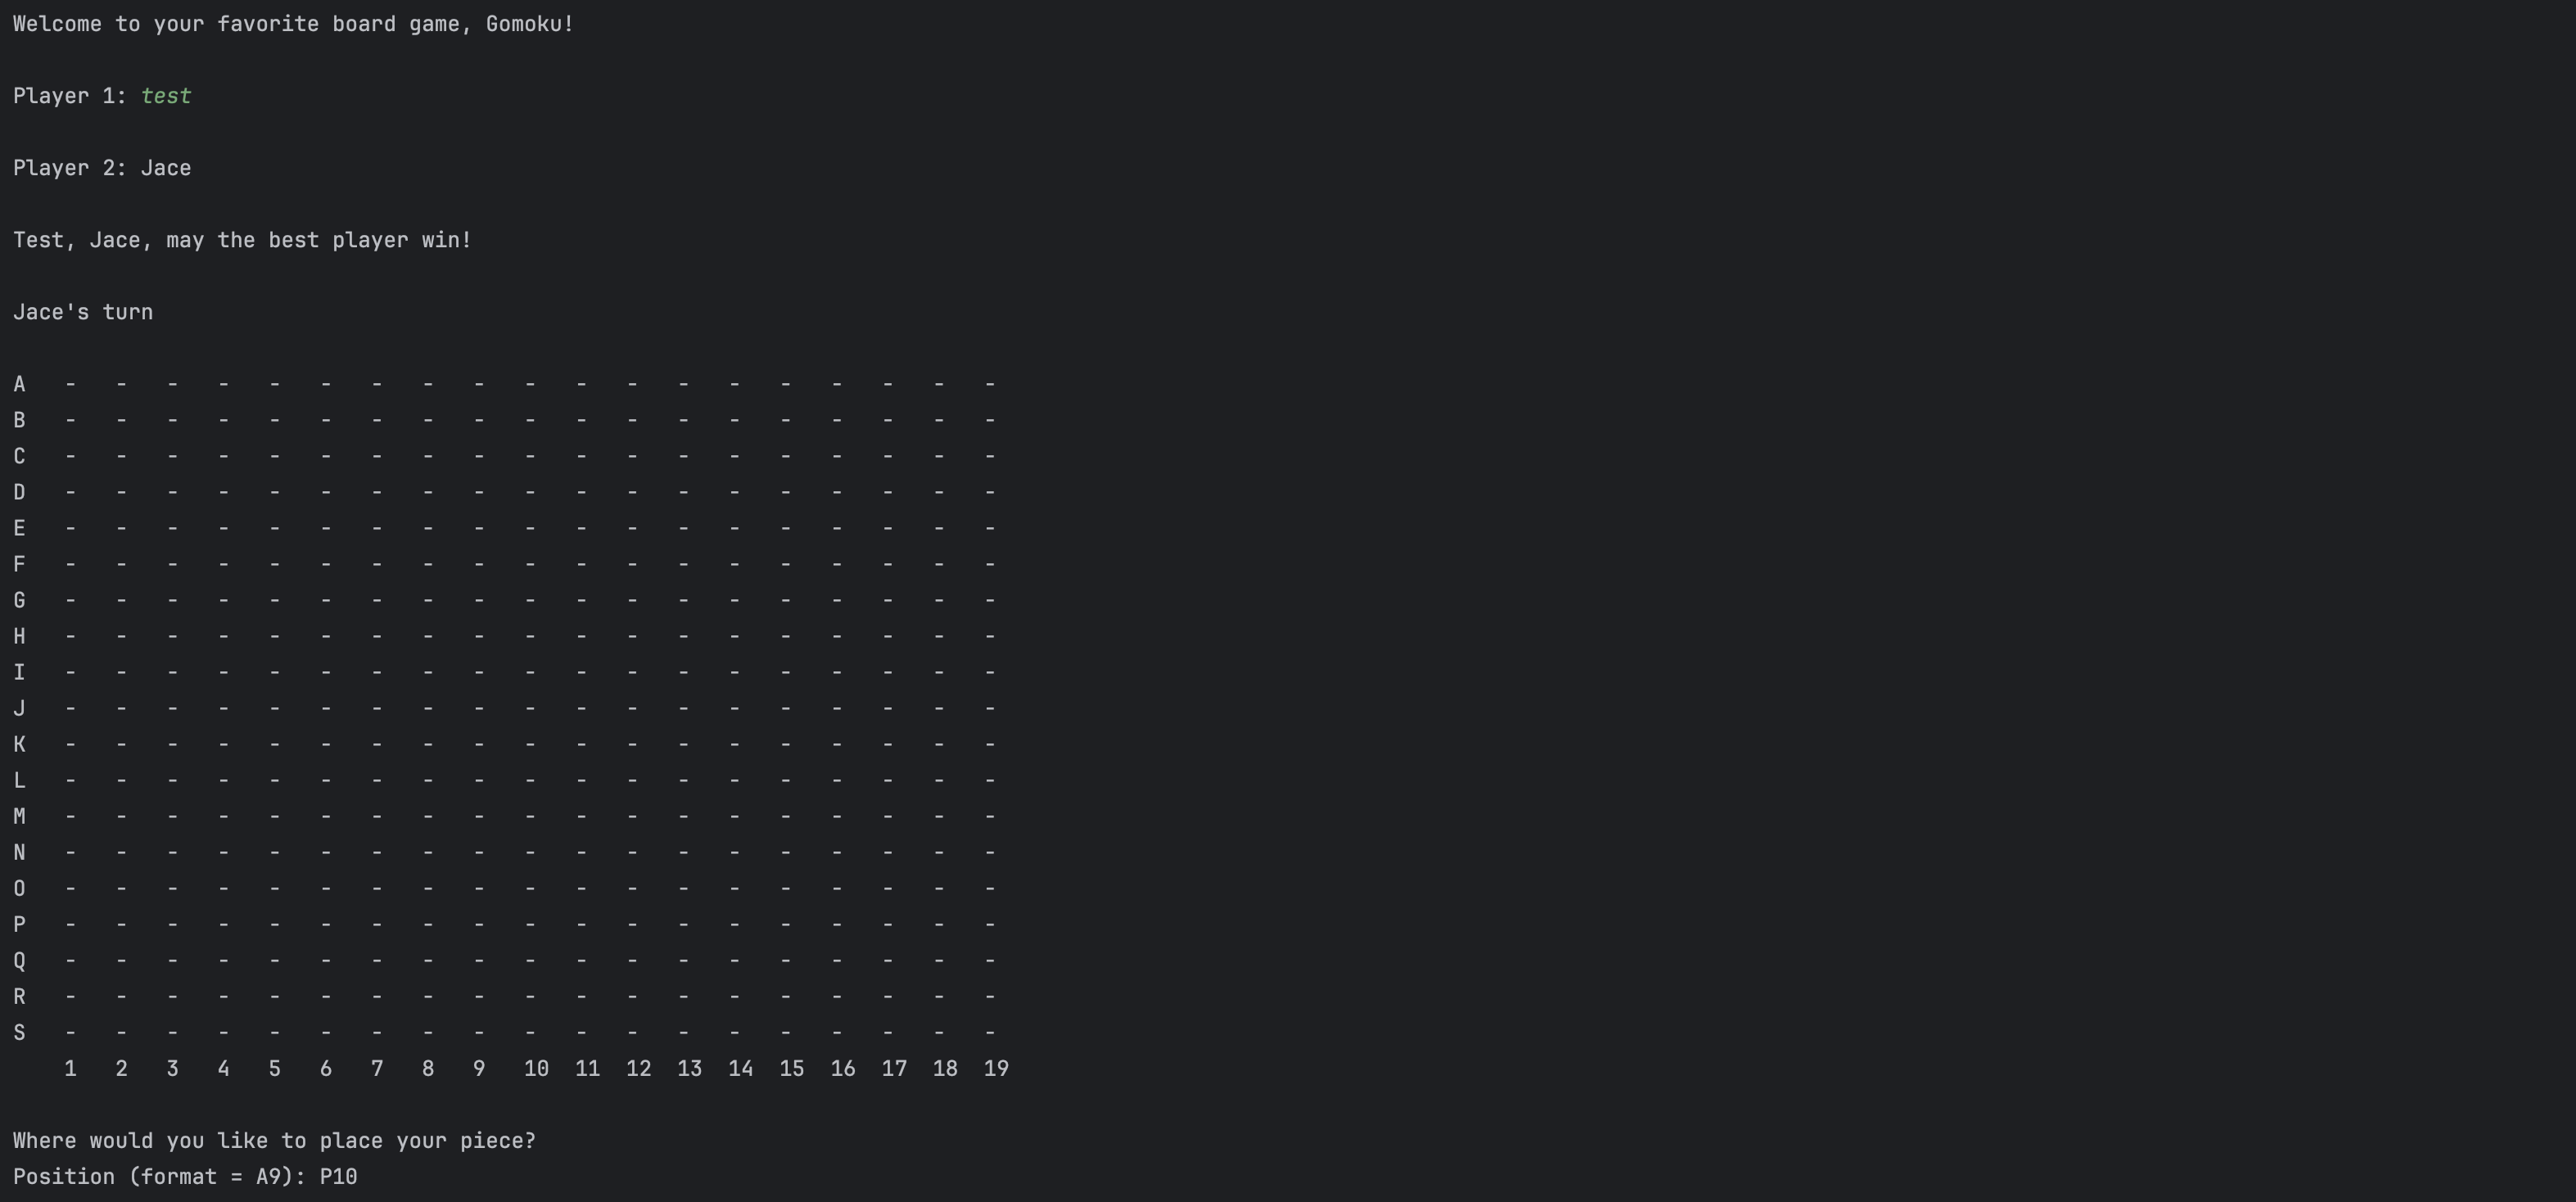 Welcome to your favorite board game, Gomoku!
Player 1: test
Player 2: Jace
Test, Jace, may the best player win!
Jace's turn
A - - - - - - - - - - - - - - - - - - -
B - - - - - - - - - - - - - - - - - - -
C - - - - - - - - - - - - - - - - - - -
D - - - - - - - - - - - - - - - - - - -
E - - - - - - - - - - - - - - - - - - -
F - - - - - - - - - - - - - - - - - - -
G - - - - - - - - - - - - - - - - - - -
H - - - - - - - - - - - - - - - - - - -
I - - - - - - - - - - - - - - - - - - -
J - - - - - - - - - - - - - - - - - - -
K - - - - - - - - - - - - - - - - - - -
L - - - - - - - - - - - - - - - - - - -
M - - - - - - - - - - - - - - - - - - -
N - - - - - - - - - - - - - - - - - - -
O - - - - - - - - - - - - - - - - - - -
P - - - - - - - - - - - - - - - - - - -
Q - - - - - - - - - - - - - - - - - - -
R - - - - - - - - - - - - - - - - - - -
S - - - - - - - - - - - - - - - - - - -
1 2 3 4 5 6 7 8 9 10 11 12 13 14 15 16 17 18 19
Where would you like to place your piece?
Position (format = A9): P10